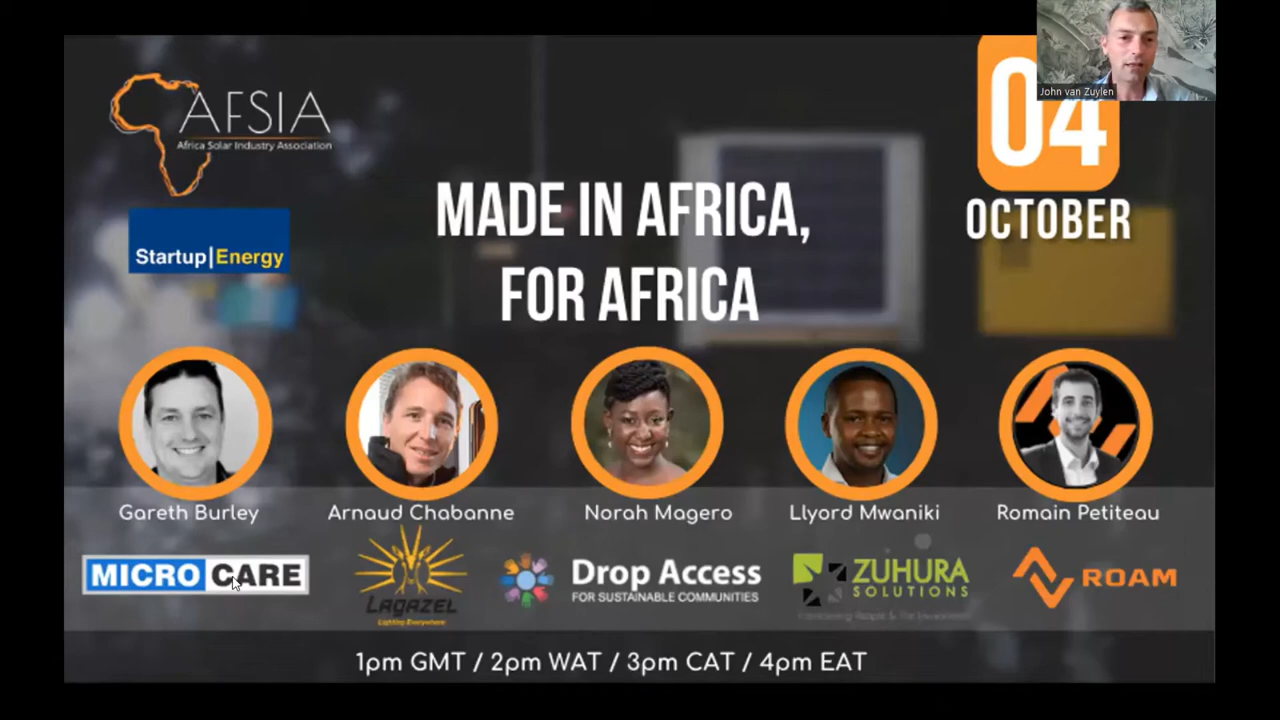 John van Zuylen
AFSIA
Africa Solar Industry Association
04
OCTOBER
Startup|Energy
MADE IN AFRICA,
FOR AFRICA
Gareth Burley
Arnaud Chabanne
Norah Magero
Llyord Mwaniki
Romain Petiteau
MICRO CARE
Lagazel
Lighting Everywhere
Drop Access
FOR SUSTAINABLE COMMUNITIES
ZUHURA
SOLUTIONS
ROAM
1pm GMT / 2pm WAT / 3pm CAT / 4pm EAT